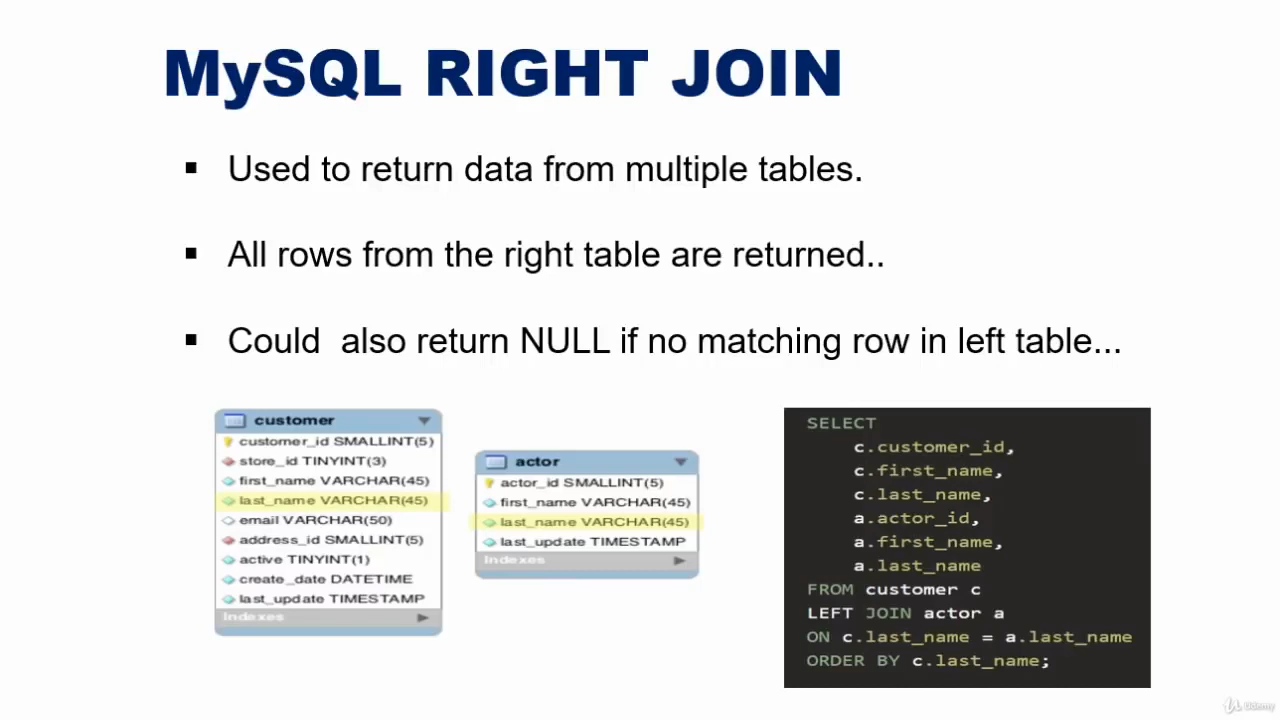 MySQL RIGHT JOIN
▪ Used to return data from multiple tables.
▪ All rows from the right table are returned..
▪ Could also return NULL if no matching row in left table...
customer
customer_id SMALLINT(5)
store_id TINYINT(3)
first_name VARCHAR(45)
last_name VARCHAR(45)
email VARCHAR(50)
address_id SMALLINT(5)
active TINYINT(1)
create_date DATETIME
last_update TIMESTAMP
Indexes
actor
actor_id SMALLINT(5)
first_name VARCHAR(45)
last_name VARCHAR(45)
last_update TIMESTAMP
Indexes
SELECT
c.customer_id,
c.first_name,
c.last_name,
a.actor_id,
a.first_name,
a.last_name
FROM customer c
LEFT JOIN actor a
ON c.last_name = a.last_name
ORDER BY c.last_name;
Udemy